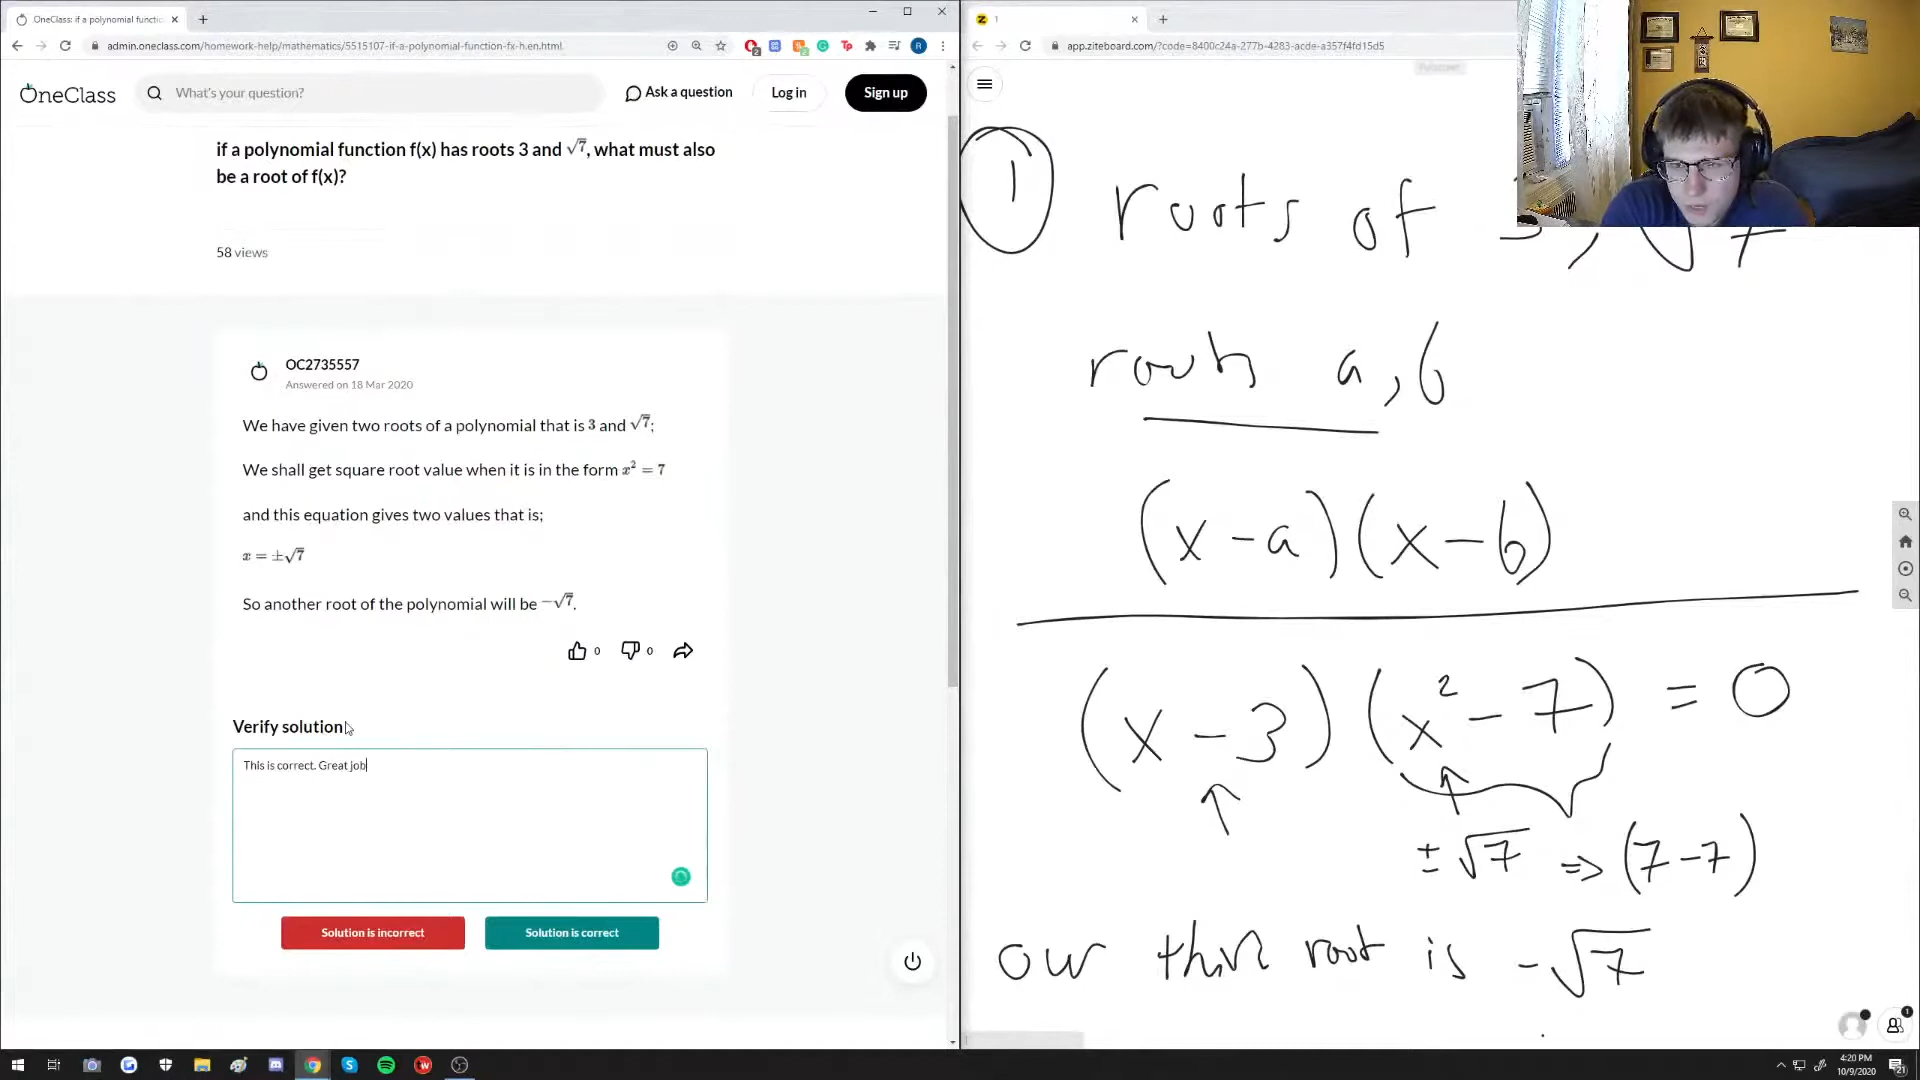 OneClass: if a polynomial functio
admin.oneclass.com/homework-help/mathematics/5515107-if-a-polynomial-function-fx-h.en.html
OneClass
What's your question?
Ask a question
Log in
Sign up
if a polynomial function f(x) has roots 3 and √7, what must also
be a root of f(x)?
58 views
OC2735557
Answered on 18 Mar 2020
We have given two roots of a polynomial that is 3 and √7;
We shall get square root value when it is in the form x² = 7
and this equation gives two values that is;
x = ±√7
So another root of the polynomial will be −√7.
0
0
Verify solution
This is correct. Great job
Solution is incorrect
Solution is correct
1
app.ziteboard.com/?code=8400c24a-277b-4283-acde-a357f4fd15d5
1 roots of 3, √7
roots a, b
(x - a)(x - b)
(x - 3)(x² - 7) = 0
± √7 ⇒ (7 - 7)
our third root is - √7
1
4:20 PM
10/9/2020
21